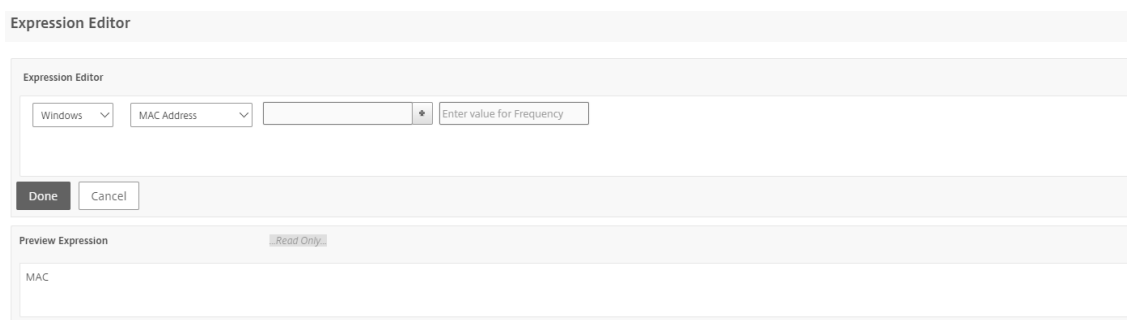 Expression Editor
Expression Editor
Windows MAC Address + Enter value for Frequency
Done Cancel
Preview Expression ...Read Only...
MAC